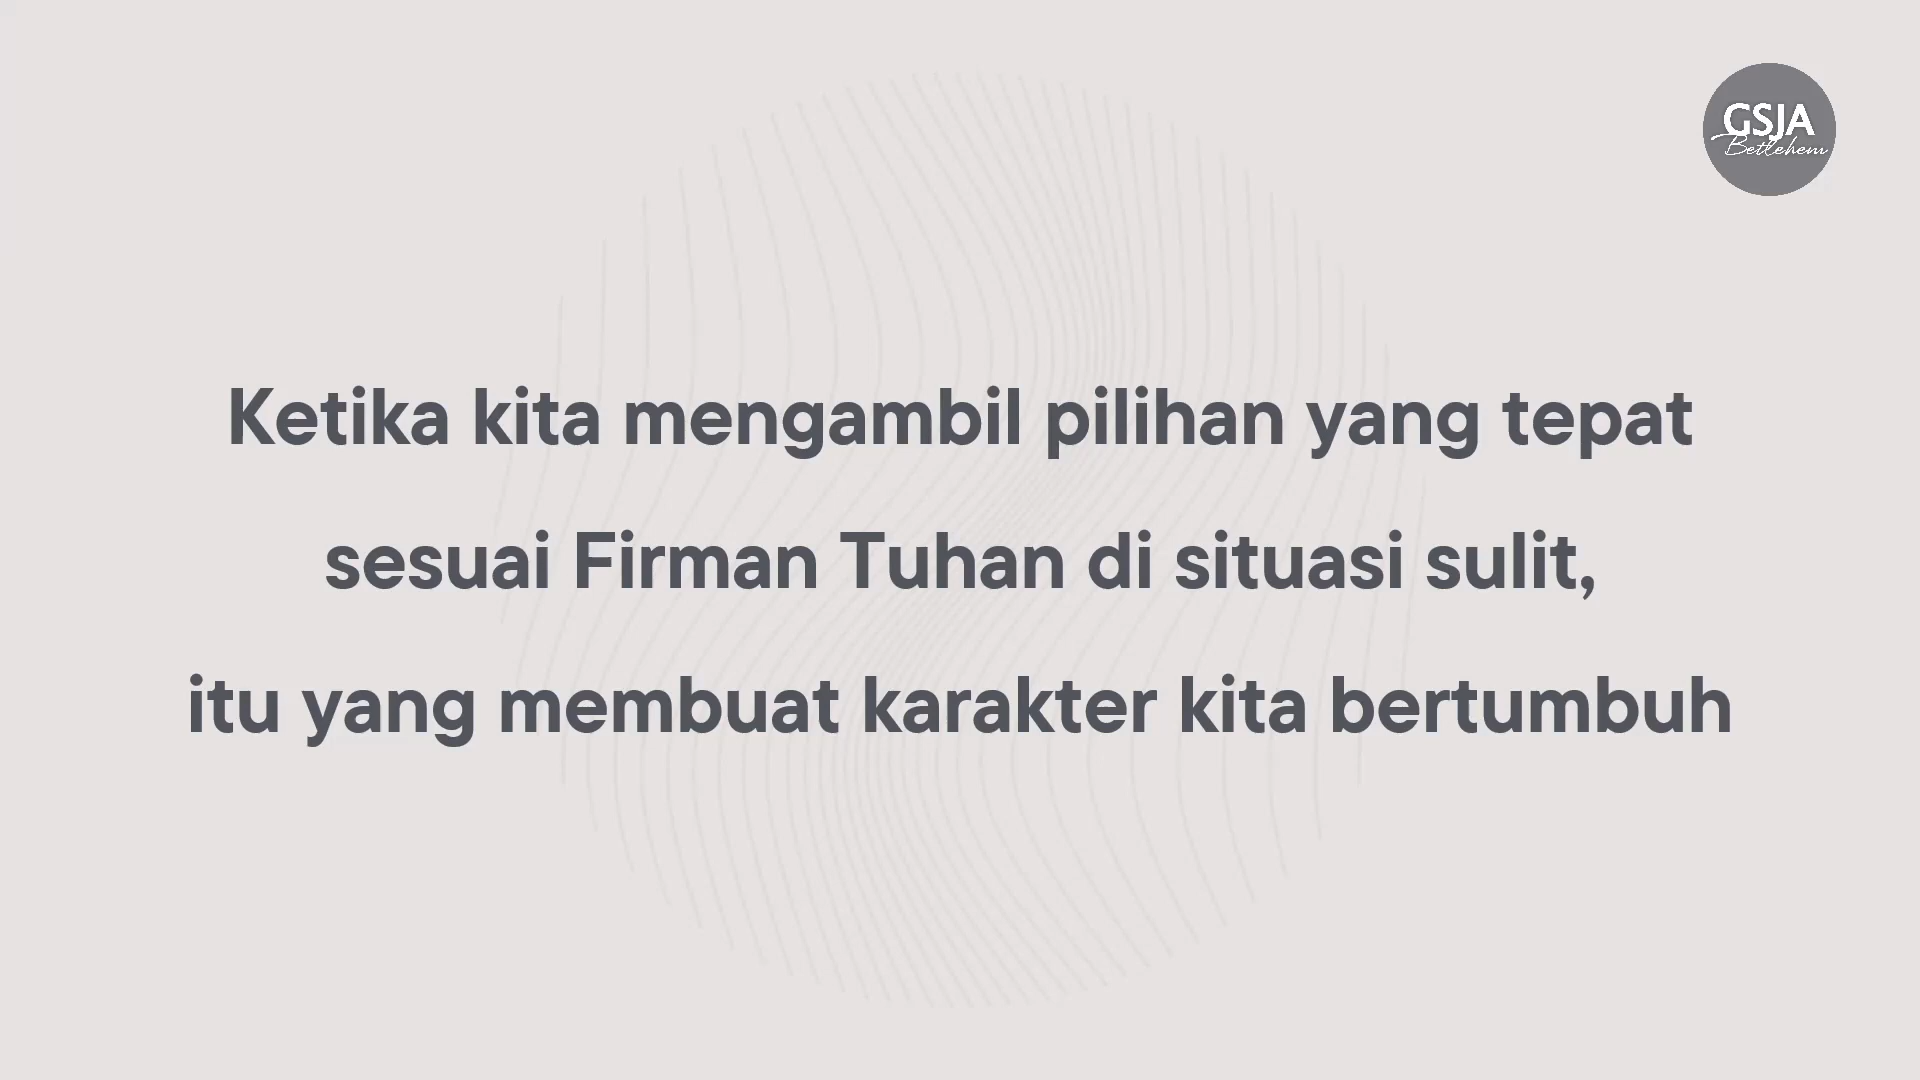 GSJA
Betlehem
Ketika kita mengambil pilihan yang tepat
sesuai Firman Tuhan di situasi sulit,
itu yang membuat karakter kita bertumbuh